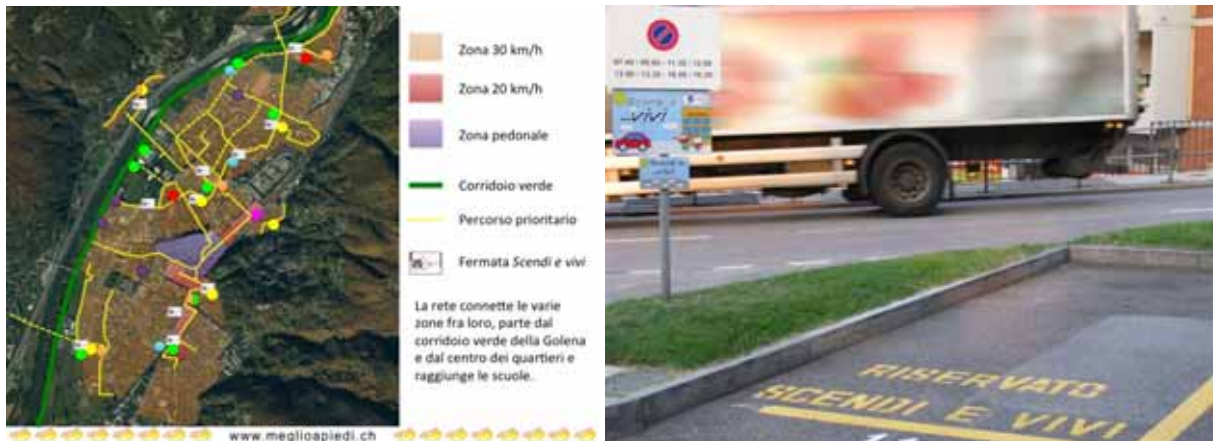 Zona 30 km/h
Zona 20 km/h
Zona pedonale
Corridoio verde
Percorso prioritario
Fermata Scendi e vivi
La rete connette le varie
zone fra loro, parte dal
corridoio verde della Golena
e dal centro dei quartieri e
raggiunge le scuole.
www.meglioapiedi.ch
vivi
RISERVATO
SCENDI E VIVI